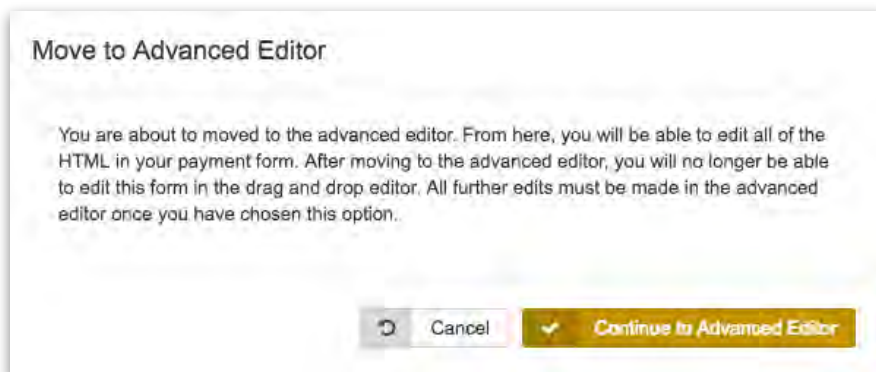 Move to Advanced Editor
You are about to moved to the advanced editor. From here, you will be able to edit all of the
HTML in your payment form. After moving to the advanced editor, you will no longer be able
to edit this form in the drag and drop editor. All further edits must be made in the advanced
editor once you have chosen this option.
Cancel
Continue to Advanced Editor